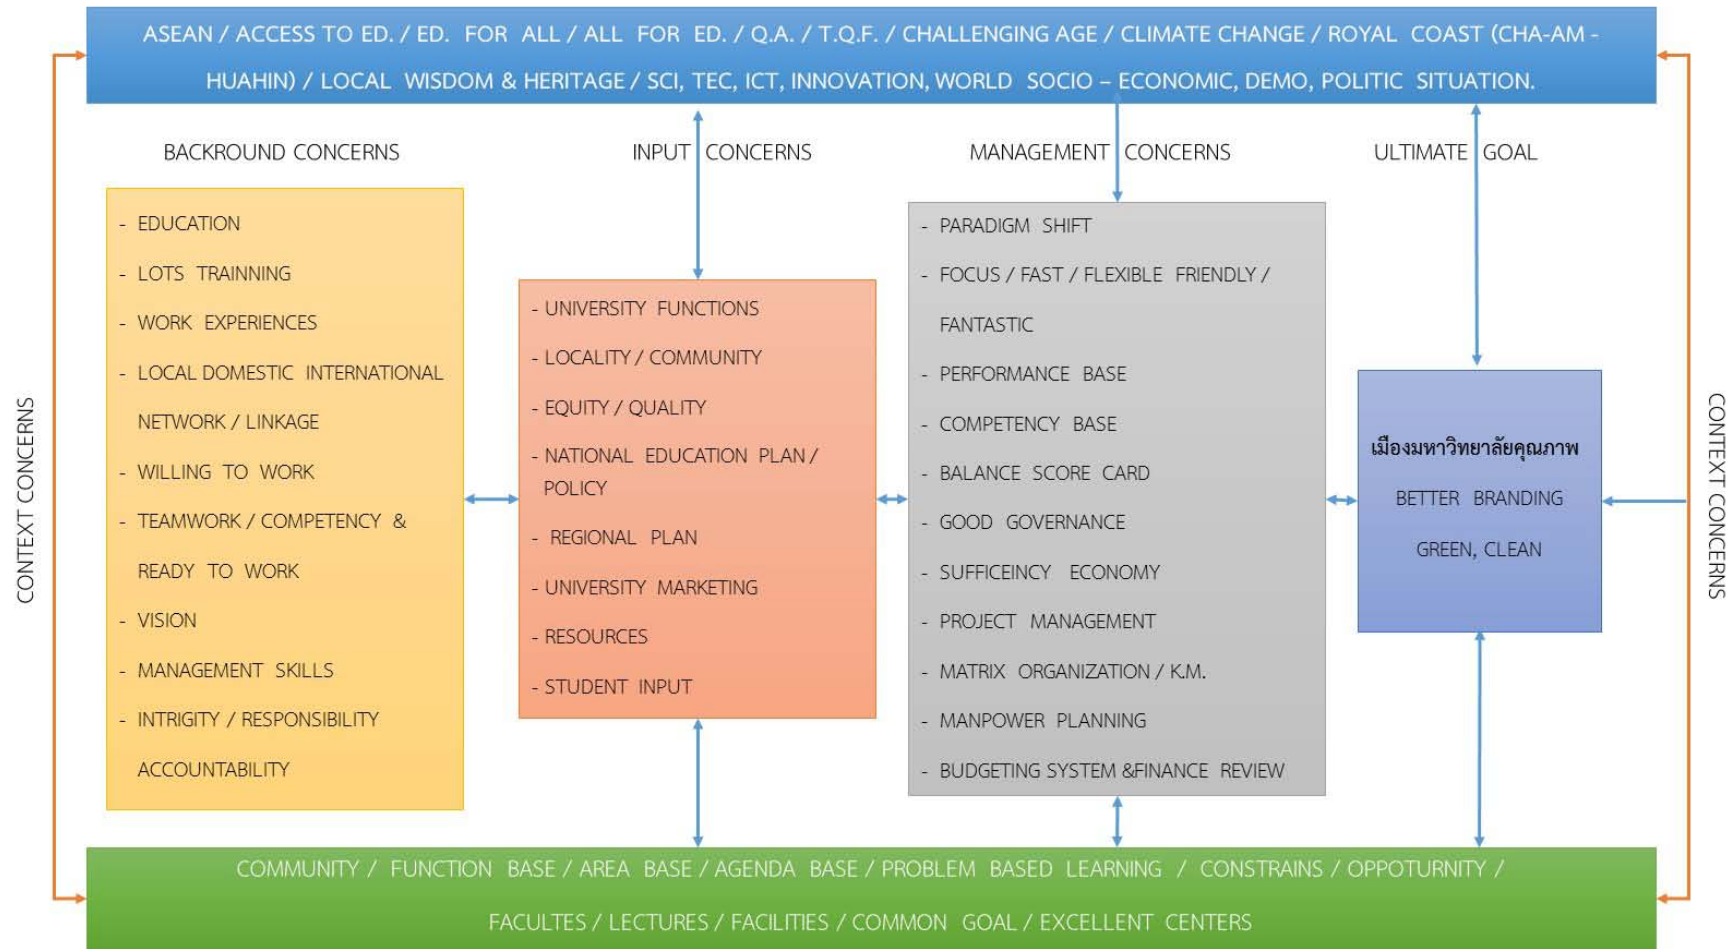 ASEAN / ACCESS TO ED. / ED. FOR ALL / ALL FOR ED. / Q.A. / T.Q.F. / CHALLENGING AGE / CLIMATE CHANGE / ROYAL COAST (CHA-AM -
HUAHIN) / LOCAL WISDOM & HERITAGE / SCI, TEC, ICT, INNOVATION, WORLD SOCIO – ECONOMIC, DEMO, POLITIC SITUATION.
CONTEXT CONCERNS
BACKROUND CONCERNS
- EDUCATION
- LOTS TRAINNING
- WORK EXPERIENCES
- LOCAL DOMESTIC INTERNATIONAL
NETWORK / LINKAGE
- WILLING TO WORK
- TEAMWORK / COMPETENCY &
READY TO WORK
- VISION
- MANAGEMENT SKILLS
- INTRIGITY / RESPONSIBILITY
ACCOUNTABILITY
INPUT CONCERNS
- UNIVERSITY FUNCTIONS
- LOCALITY / COMMUNITY
- EQUITY / QUALITY
- NATIONAL EDUCATION PLAN /
POLICY
- REGIONAL PLAN
- UNIVERSITY MARKETING
- RESOURCES
- STUDENT INPUT
MANAGEMENT CONCERNS
- PARADIGM SHIFT
- FOCUS / FAST / FLEXIBLE FRIENDLY /
FANTASTIC
- PERFORMANCE BASE
- COMPETENCY BASE
- BALANCE SCORE CARD
- GOOD GOVERNANCE
- SUFFICEINCY ECONOMY
- PROJECT MANAGEMENT
- MATRIX ORGANIZATION / K.M.
- MANPOWER PLANNING
- BUDGETING SYSTEM &FINANCE REVIEW
ULTIMATE GOAL
เมืองมหาวิทยาลัยคุณภาพ
BETTER BRANDING
GREEN, CLEAN
CONTEXT CONCERNS
COMMUNITY / FUNCTION BASE / AREA BASE / AGENDA BASE / PROBLEM BASED LEARNING / CONSTRAINS / OPPOTURNITY /
FACULTES / LECTURES / FACILITIES / COMMON GOAL / EXCELLENT CENTERS